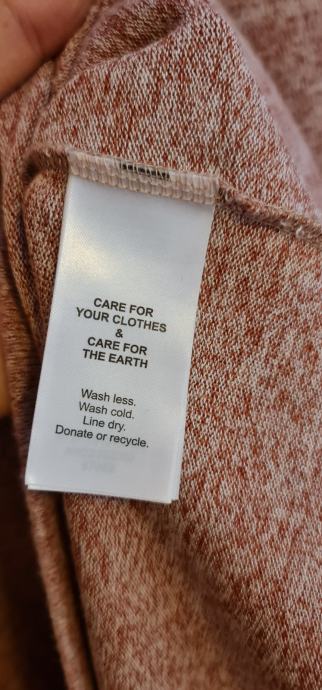 CARE FOR
YOUR CLOTHES
&
CARE FOR
THE EARTH
Wash less.
Wash cold.
Line dry.
Donate or recycle.